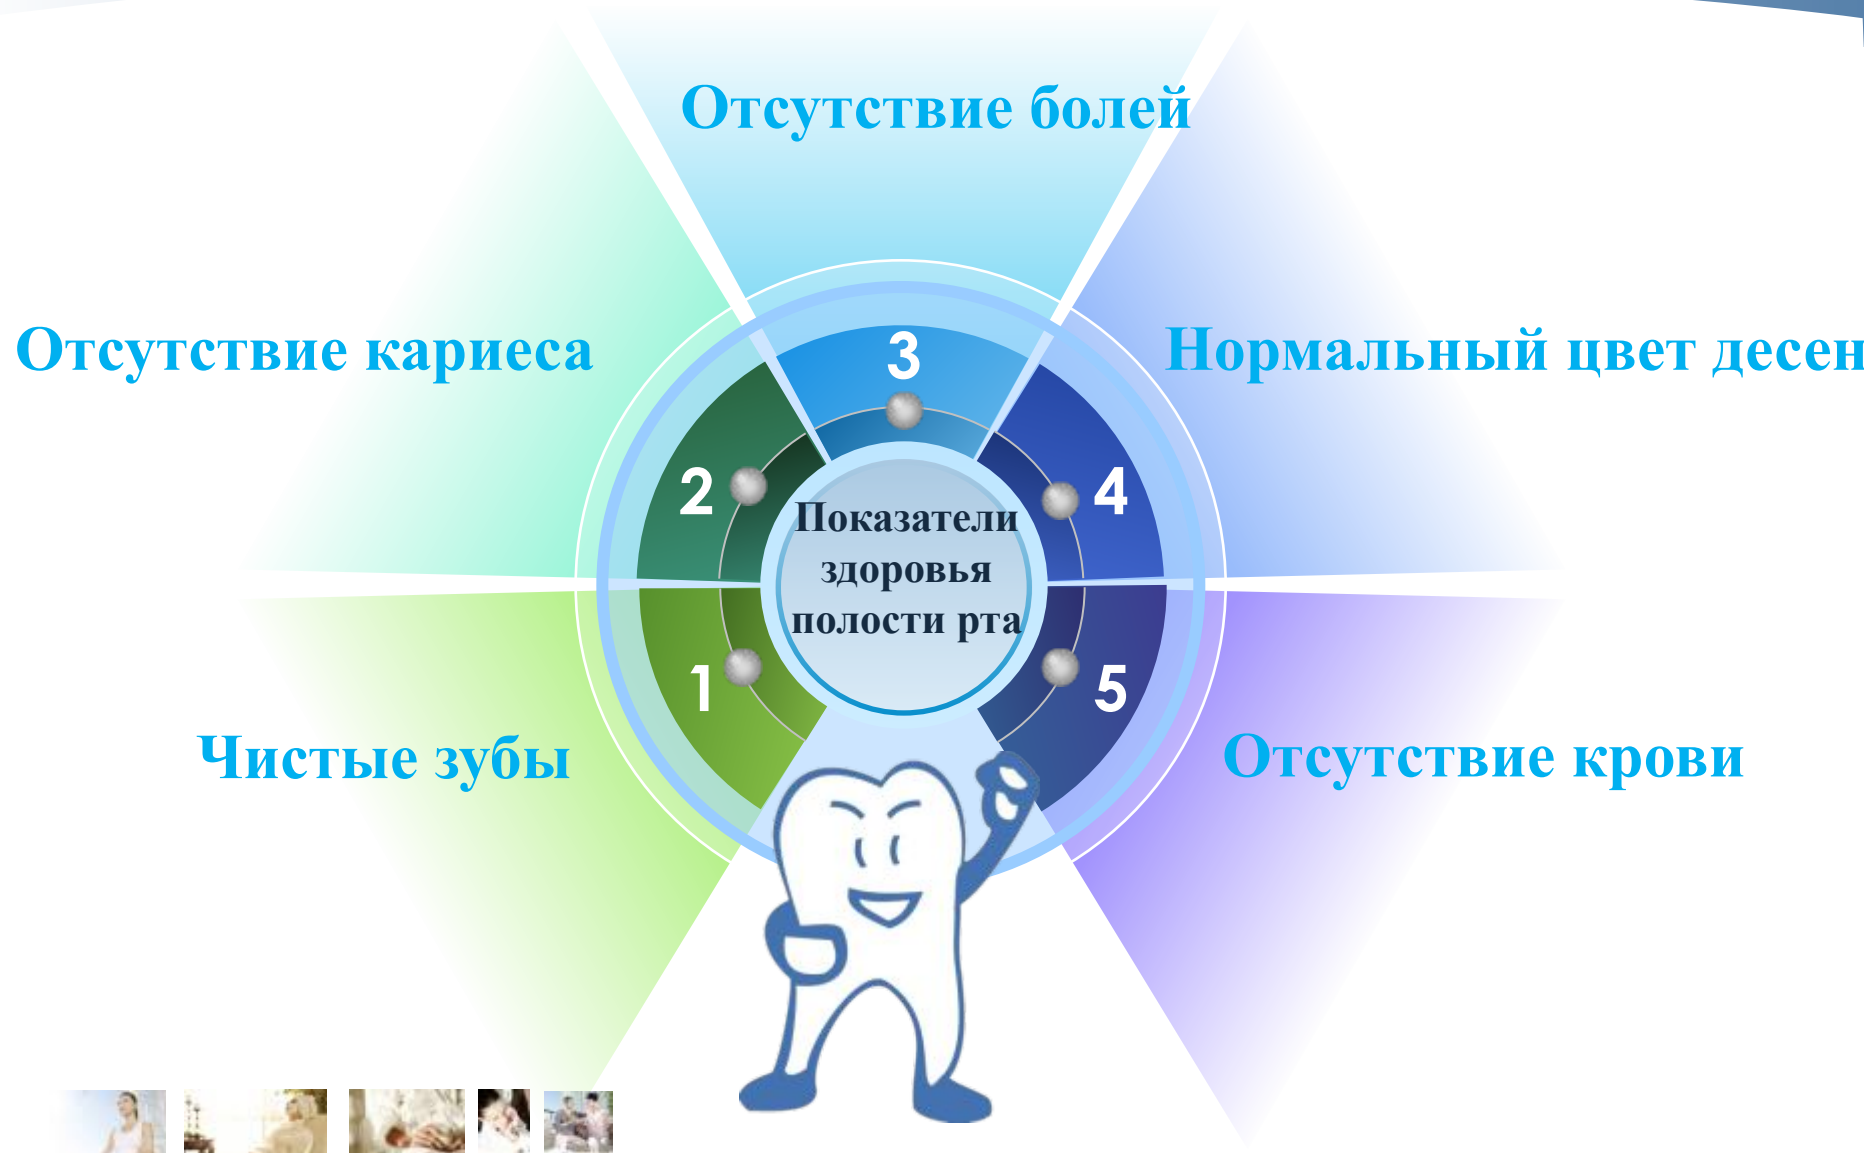 Отсутствие болей
Отсутствие кариеса
Нормальный цвет десен
3
2
4
Показатели
здоровья
полости рта
1
5
Чистые зубы
Отсутствие крови